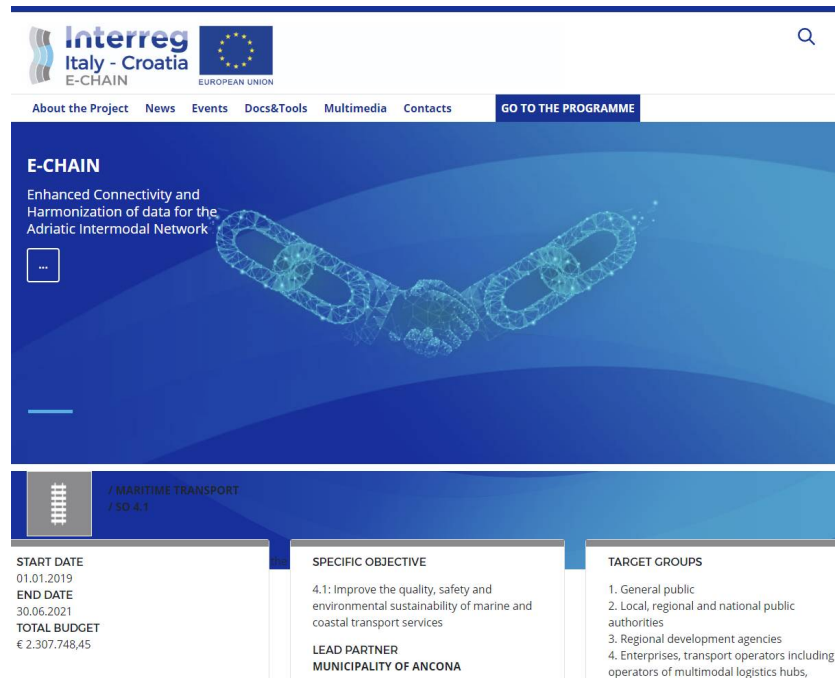 Interreg
Italy - Croatia
E-CHAIN
EUROPEAN UNION
About the Project News Events Docs&Tools Multimedia Contacts GO TO THE PROGRAMME
E-CHAIN
Enhanced Connectivity and
Harmonization of data for the
Adriatic Intermodal Network
...
/ MARITIME TRANSPORT
/ SO 4.1
START DATE
01.01.2019
END DATE
30.06.2021
TOTAL BUDGET
€ 2.307.748,45
SPECIFIC OBJECTIVE
4.1: Improve the quality, safety and
environmental sustainability of marine and
coastal transport services
LEAD PARTNER
MUNICIPALITY OF ANCONA
TARGET GROUPS
1. General public
2. Local, regional and national public
authorities
3. Regional development agencies
4. Enterprises, transport operators including
operators of multimodal logistics hubs,